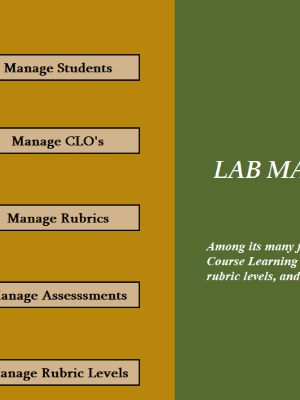 Manage Students
Manage CLO's
Manage Rubrics
anage Assesssments
anage Rubric Levels
LAB MA
Among its many
Course Learning
rubric levels, and